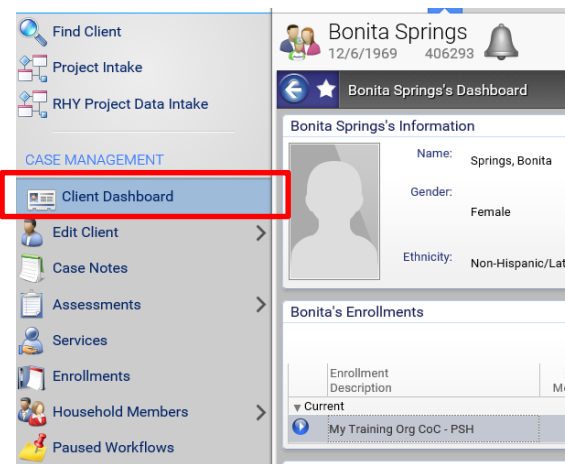 Find Client
Project Intake
RHY Project Data Intake
CASE MANAGEMENT
Client Dashboard
Edit Client
Case Notes
Assessments
Services
Enrollments
Household Members
Paused Workflows
Bonita Springs
12/6/1969 406293
Bonita Springs's Dashboard
Bonita Springs's Information
Name: Springs, Bonita
Gender: Female
Ethnicity: Non-Hispanic/Lat
Bonita's Enrollments
Enrollment
Description
Current
My Training Org CoC - PSH